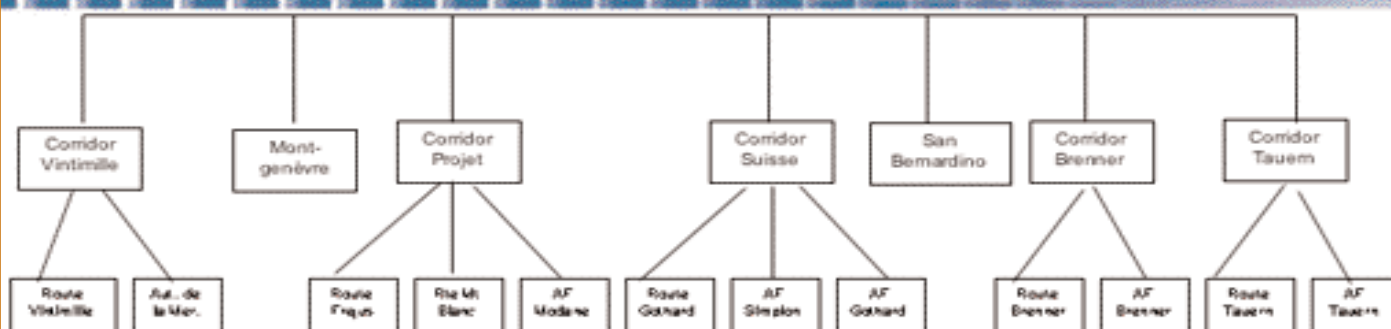 Corridor
Vintimille
Mont-
genèvre
Corridor
Projet
Corridor
Suisse
San
Bernardino
Corridor
Brenner
Corridor
Tauern
Route
Vintimille
Aut. de
la Mer.
Route
Frejus
Rte Mt
Blanc
AF
Modane
Route
Gothard
AF
Simplon
AF
Gothard
Route
Brenner
AF
Brenner
Route
Tauern
AF
Tauern